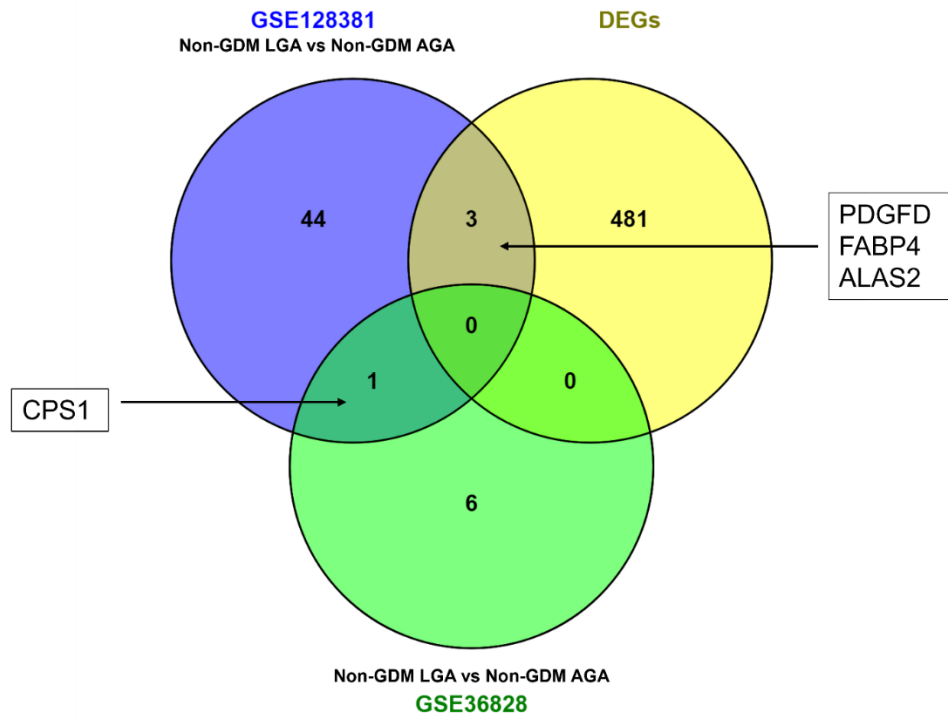 GSE128381
Non-GDM LGA vs Non-GDM AGA
DEGs
44
3
481
PDGFD
FABP4
ALAS2
0
1
0
CPS1
6
Non-GDM LGA vs Non-GDM AGA
GSE36828